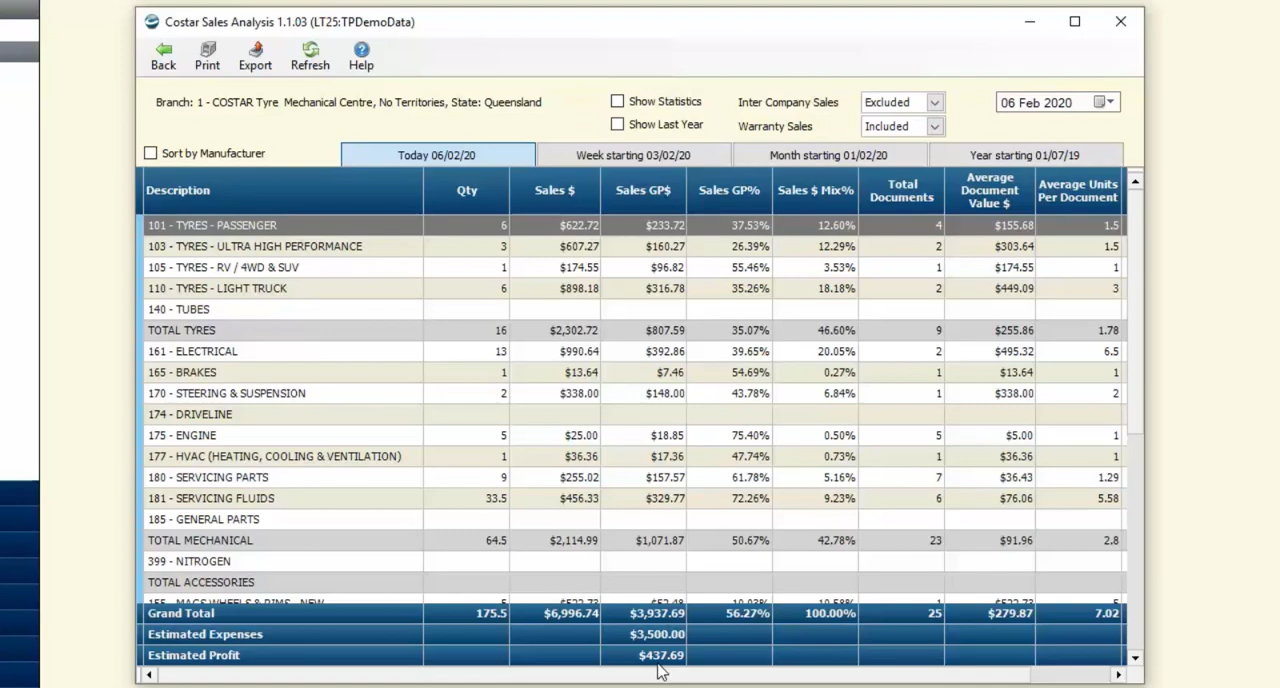 Costar Sales Analysis 1.1.03 (LT25:TPDemoData)
Back Print Export Refresh Help
Branch: 1 - COSTAR Tyre Mechanical Centre, No Territories, State: Queensland
Show Statistics Inter Company Sales Excluded 06 Feb 2020
Show Last Year Warranty Sales Included
Sort by Manufacturer Today 06/02/20 Week starting 03/02/20 Month starting 01/02/20 Year starting 01/07/19
Description Qty Sales $ Sales GP$ Sales GP% Sales $ Mix% Total Documents Average Document Value $ Average Units Per Document
101 - TYRES - PASSENGER 6 $622.72 $233.72 37.53% 12.60% 4 $155.68 1.5
103 - TYRES - ULTRA HIGH PERFORMANCE 3 $607.27 $160.27 26.39% 12.29% 2 $303.64 1.5
105 - TYRES - RV / 4WD & SUV 1 $174.55 $96.82 55.46% 3.53% 1 $174.55 1
110 - TYRES - LIGHT TRUCK 6 $898.18 $316.78 35.26% 18.18% 2 $449.09 3
140 - TUBES
TOTAL TYRES 16 $2,302.72 $807.59 35.07% 46.60% 9 $255.86 1.78
161 - ELECTRICAL 13 $990.64 $392.86 39.65% 20.05% 2 $495.32 6.5
165 - BRAKES 1 $13.64 $7.46 54.69% 0.27% 1 $13.64 1
170 - STEERING & SUSPENSION 2 $338.00 $148.00 43.78% 6.84% 1 $338.00 2
174 - DRIVELINE
175 - ENGINE 5 $25.00 $18.85 75.40% 0.50% 5 $5.00 1
177 - HVAC (HEATING, COOLING & VENTILATION) 1 $36.36 $17.36 47.74% 0.73% 1 $36.36 1
180 - SERVICING PARTS 9 $255.02 $157.57 61.78% 5.16% 7 $36.43 1.29
181 - SERVICING FLUIDS 33.5 $456.33 $329.77 72.26% 9.23% 6 $76.06 5.58
185 - GENERAL PARTS
TOTAL MECHANICAL 64.5 $2,114.99 $1,071.87 50.67% 42.78% 23 $91.96 2.8
399 - NITROGEN
TOTAL ACCESSORIES
155 - MAGS WHEELS & RIMS - NEW
Grand Total 175.5 $6,996.74 $3,937.69 56.27% 100.00% 25 $279.87 7.02
Estimated Expenses $3,500.00
Estimated Profit $437.69